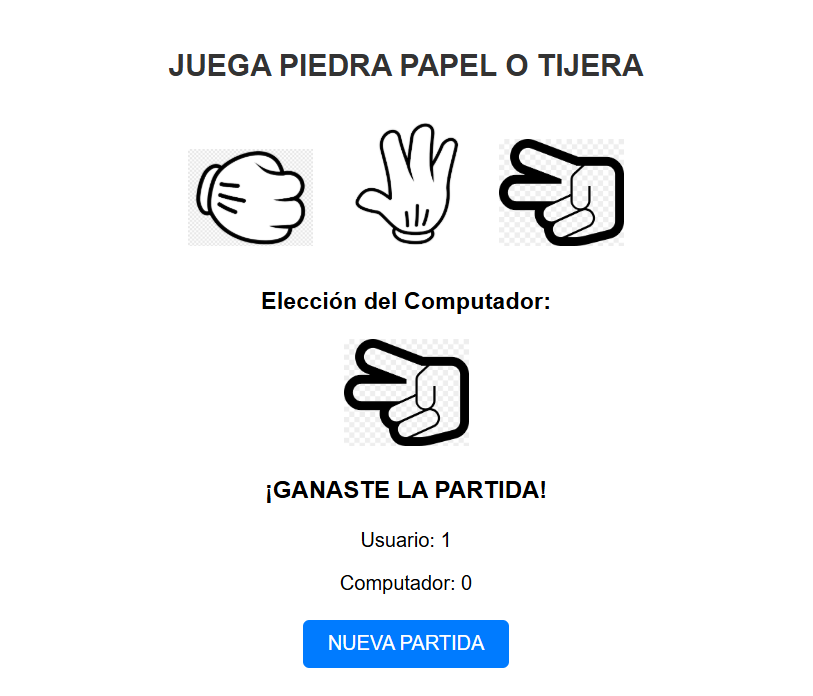 JUEGA PIEDRA PAPEL O TIJERA
Elección del Computador:
¡GANASTE LA PARTIDA!
Usuario: 1
Computador: 0
NUEVA PARTIDA